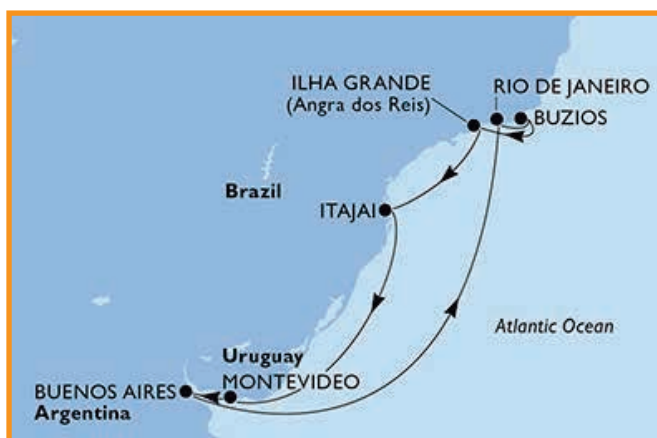 ILHA GRANDE
(Angra dos Reis)
RIO DE JANEIRO
BUZIOS
Brazil
ITAJAI
Atlantic Ocean
Uruguay
MONTEVIDEO
BUENOS AIRES
Argentina